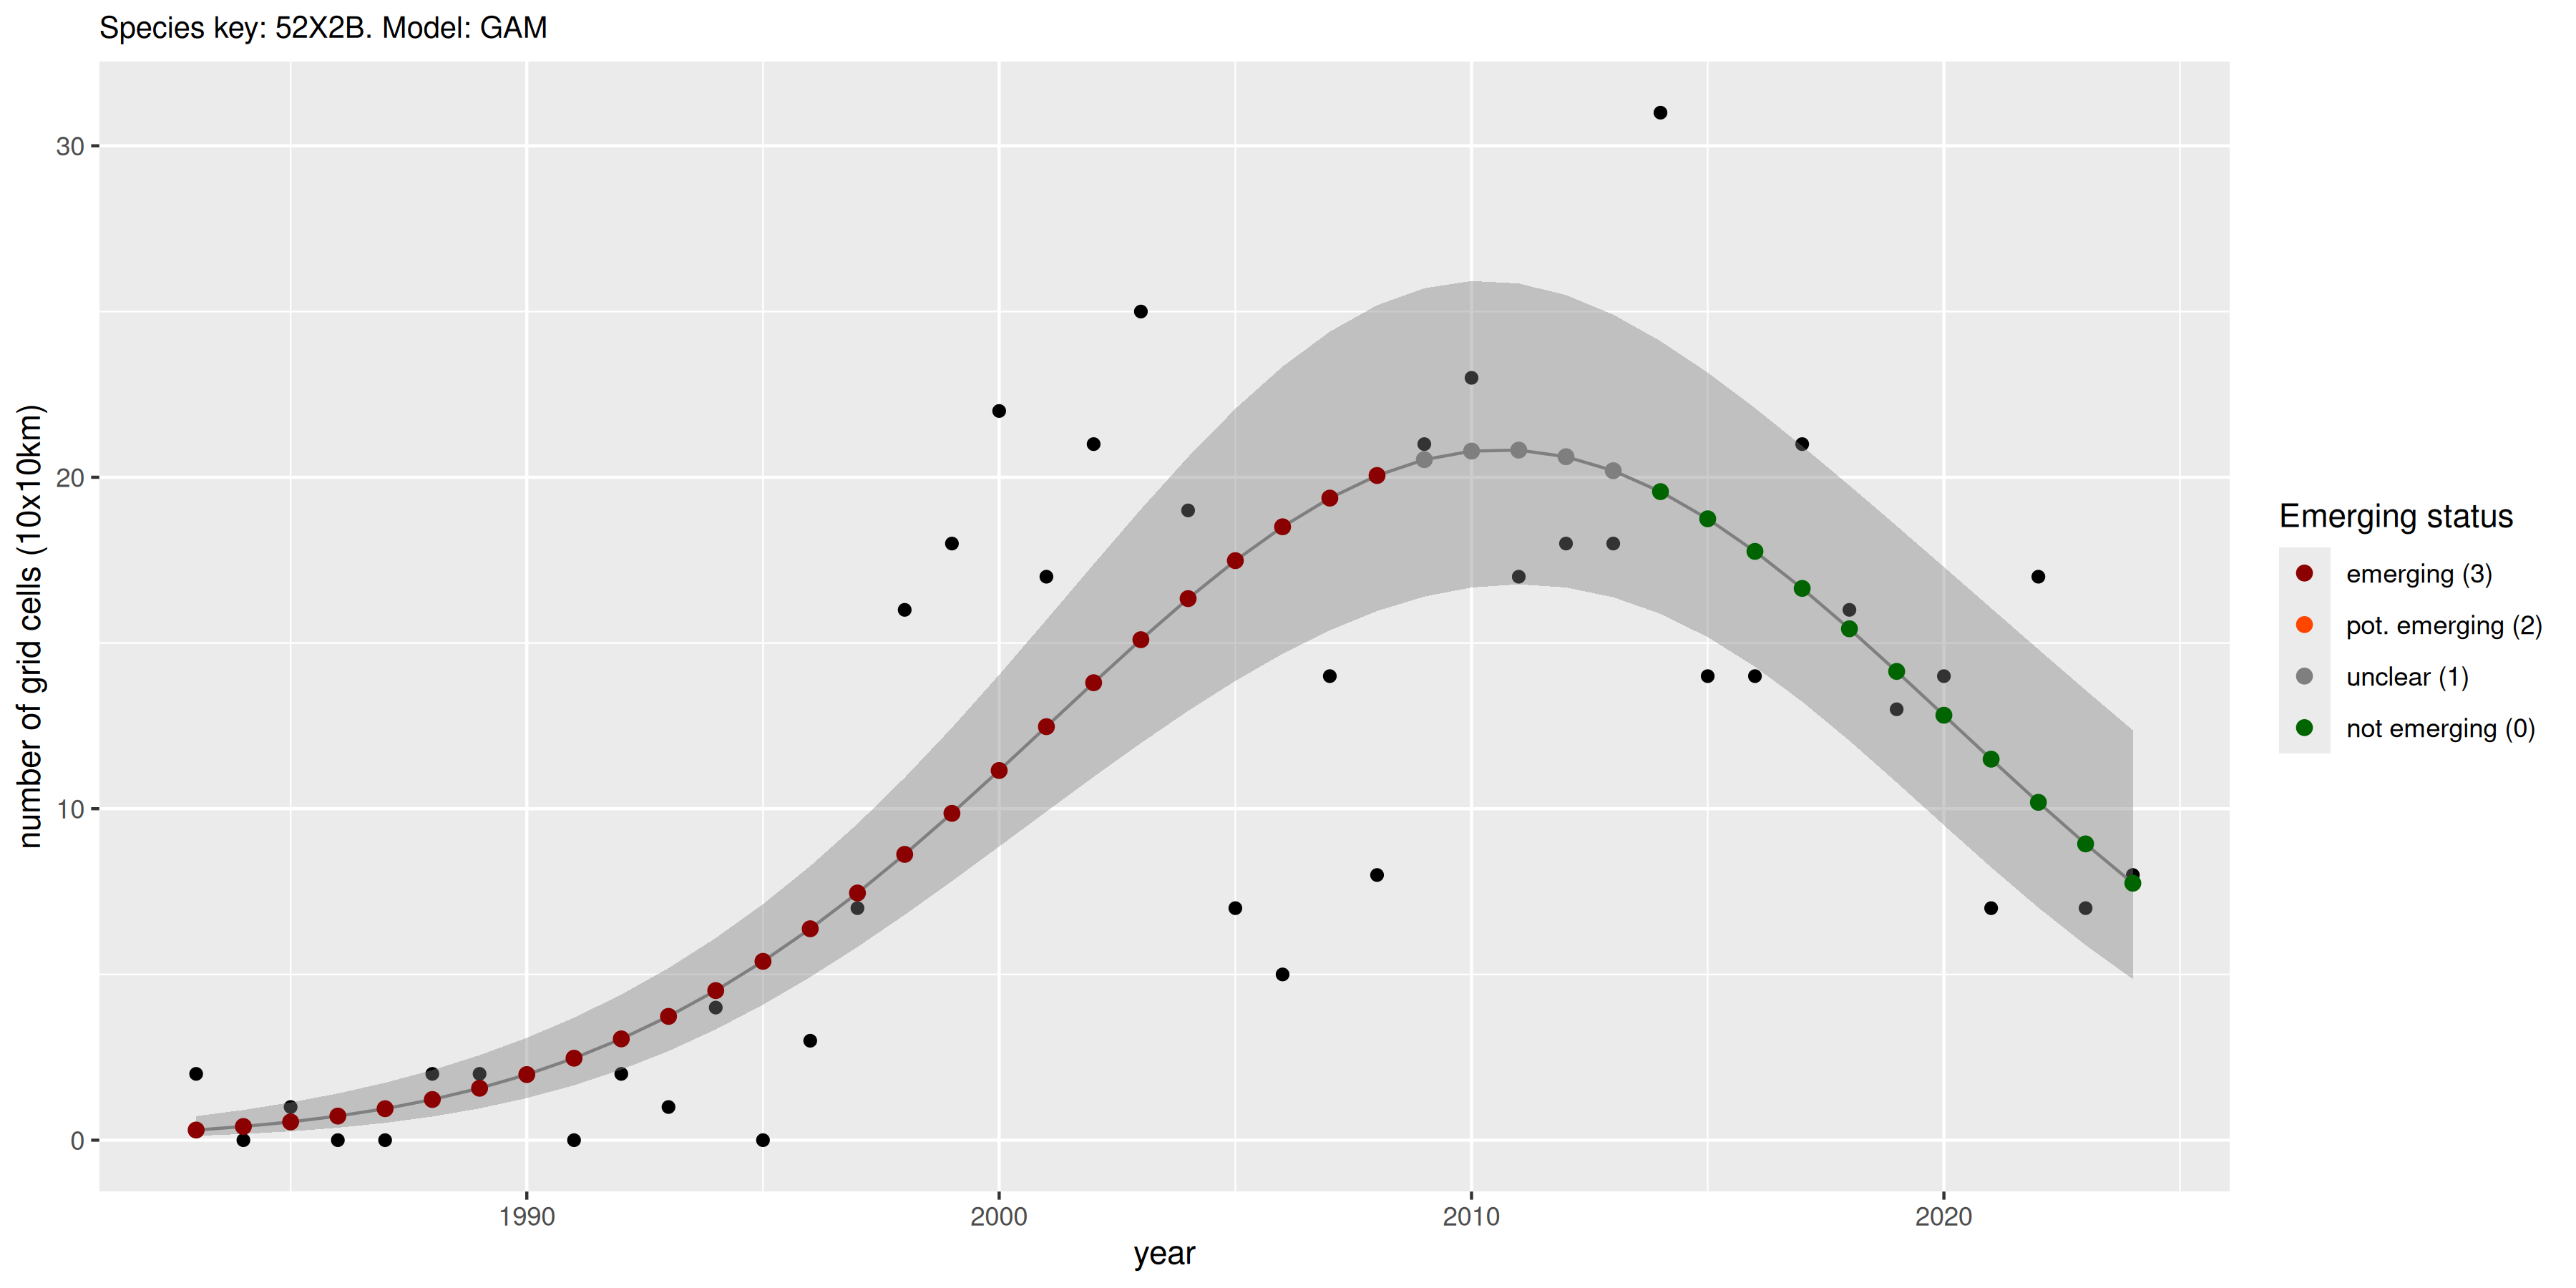 Species key: 52X2B. Model: GAM
number of grid cells (10x10km)
30
20
10
0
1990
2000
2010
2020
year
Emerging status
emerging (3)
pot. emerging (2)
unclear (1)
not emerging (0)